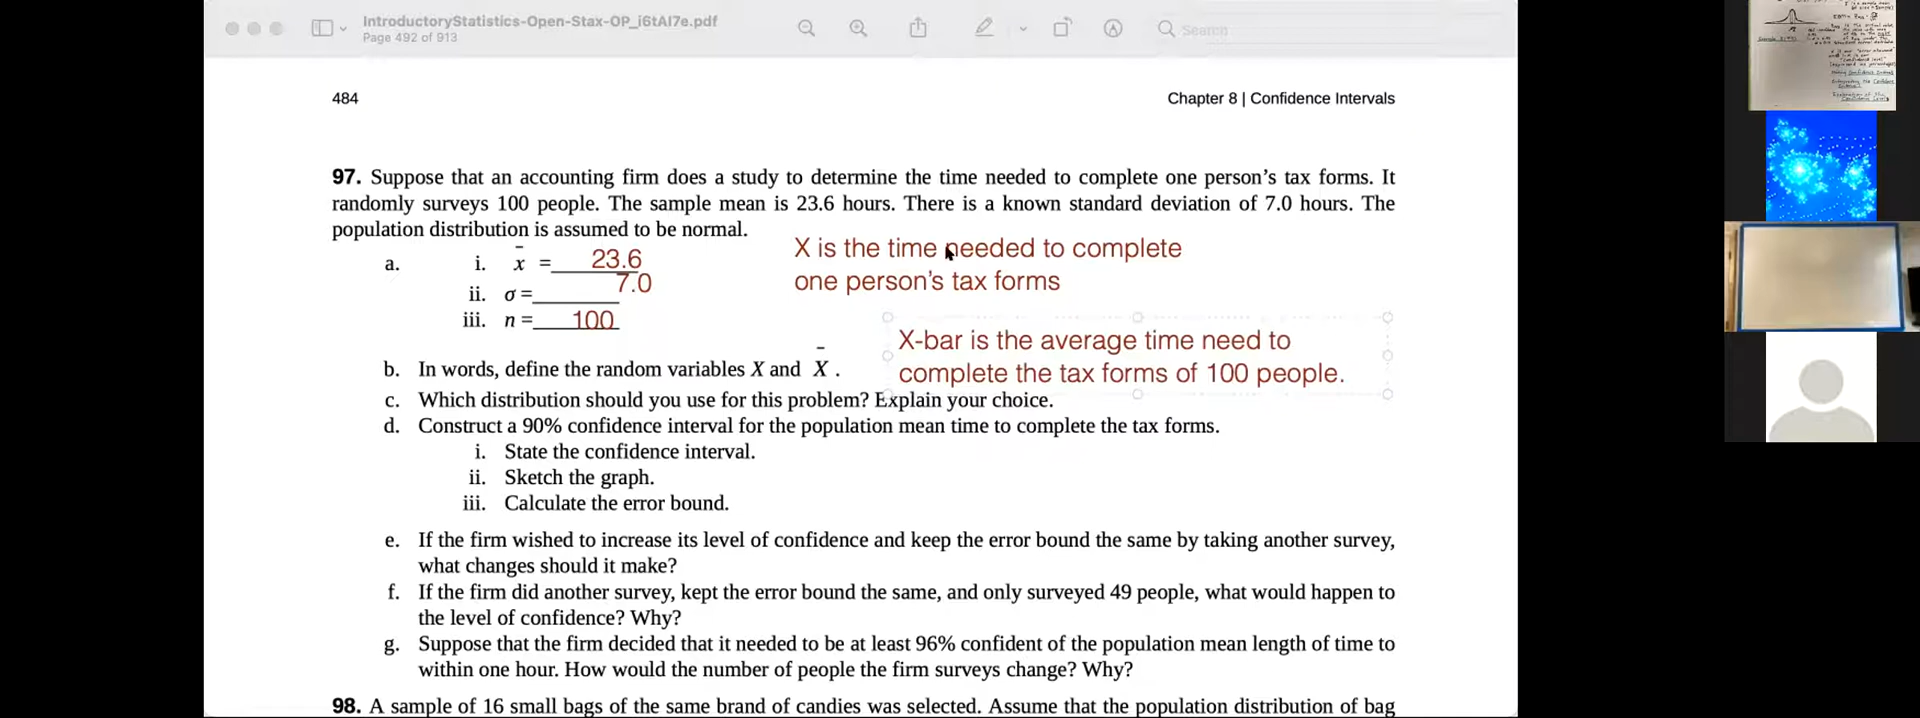 IntroductoryStatistics-Open-Stax-OP_i6tAI7e.pdf
Page 492 of 913
Search
484
Chapter 8 | Confidence Intervals
97. Suppose that an accounting firm does a study to determine the time needed to complete one person's tax forms. It
randomly surveys 100 people. The sample mean is 23.6 hours. There is a known standard deviation of 7.0 hours. The
population distribution is assumed to be normal.
X is the time needed to complete
one person's tax forms
a. i. x̄ = 23.6
ii. σ = 7.0
iii. n = 100
X-bar is the average time need to
complete the tax forms of 100 people.
b. In words, define the random variables X and X̄ .
c. Which distribution should you use for this problem? Explain your choice.
d. Construct a 90% confidence interval for the population mean time to complete the tax forms.
i. State the confidence interval.
ii. Sketch the graph.
iii. Calculate the error bound.
e. If the firm wished to increase its level of confidence and keep the error bound the same by taking another survey,
what changes should it make?
f. If the firm did another survey, kept the error bound the same, and only surveyed 49 people, what would happen to
the level of confidence? Why?
g. Suppose that the firm decided that it needed to be at least 96% confident of the population mean length of time to
within one hour. How would the number of people the firm surveys change? Why?
98. A sample of 16 small bags of the same brand of candies was selected. Assume that the population distribution of bag